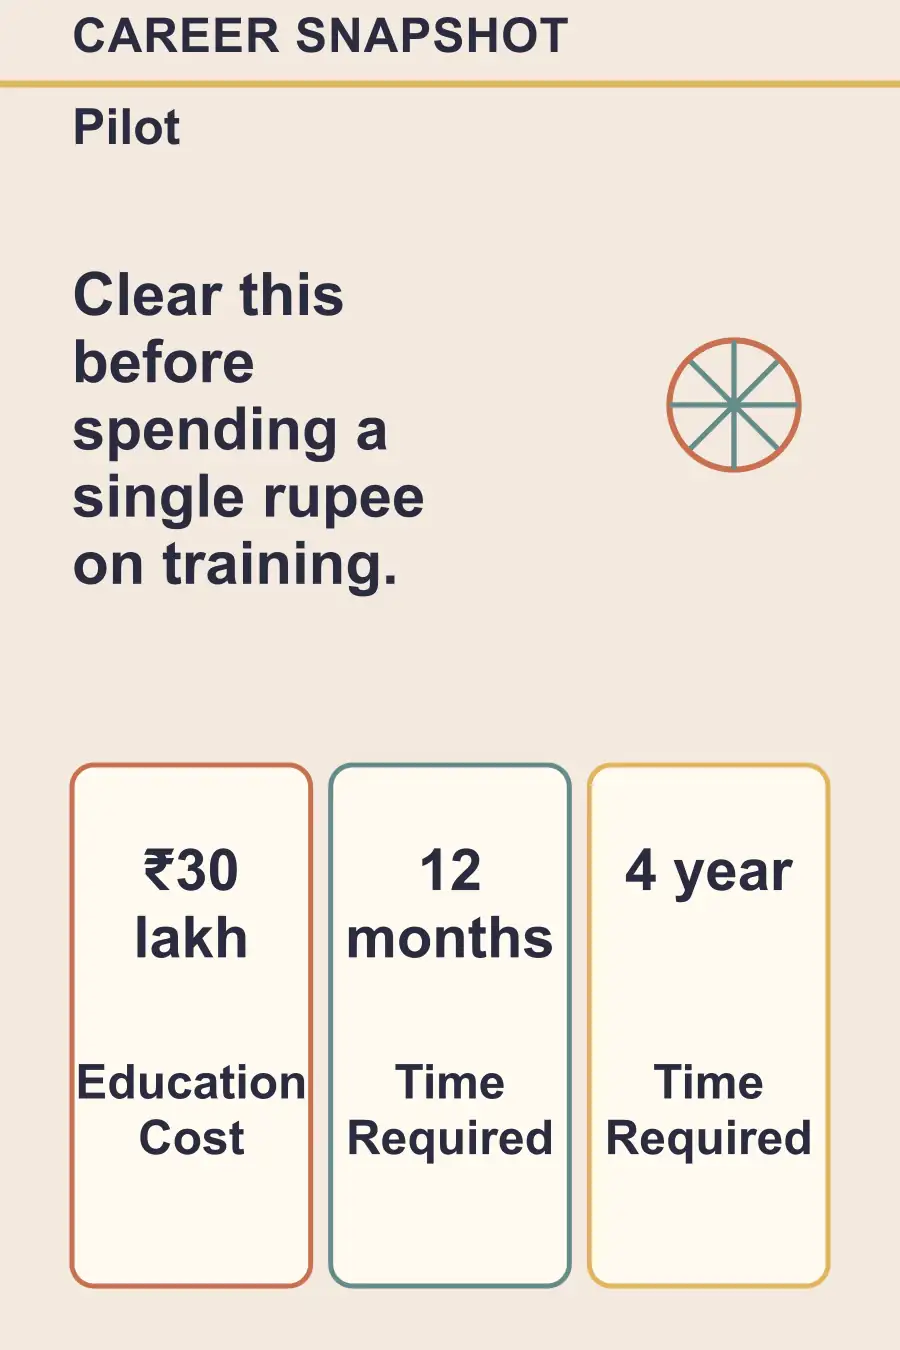 CAREER SNAPSHOT
Pilot
Clear this
before
spending a
single rupee
on training.
₹30
lakh
Education
Cost
12
months
Time
Required
4 year
Time
Required